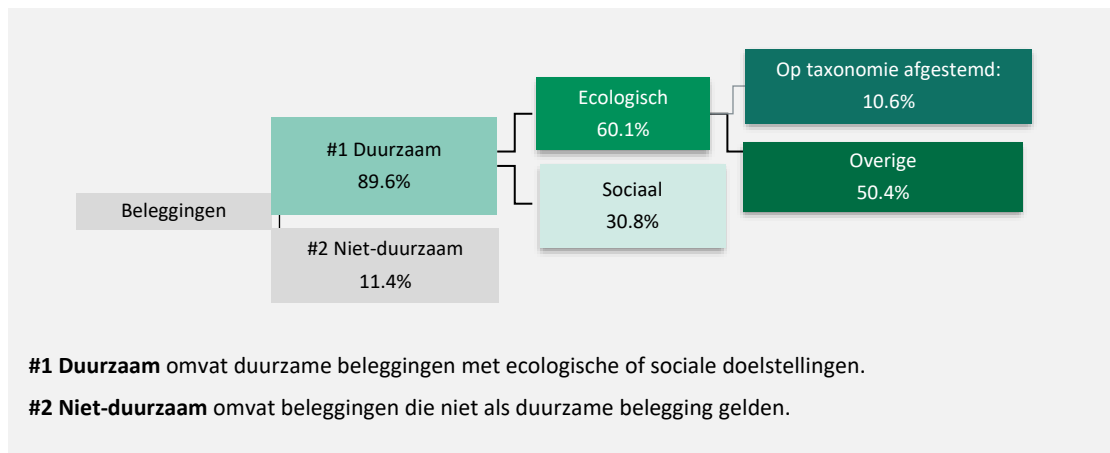 Beleggingen
#1 Duurzaam
89.6%
#2 Niet-duurzaam
11.4%
Ecologisch
60.1%
Sociaal
30.8%
Op taxonomie afgestemd:
10.6%
Overige
50.4%
#1 Duurzaam omvat duurzame beleggingen met ecologische of sociale doelstellingen.
#2 Niet-duurzaam omvat beleggingen die niet als duurzame belegging gelden.